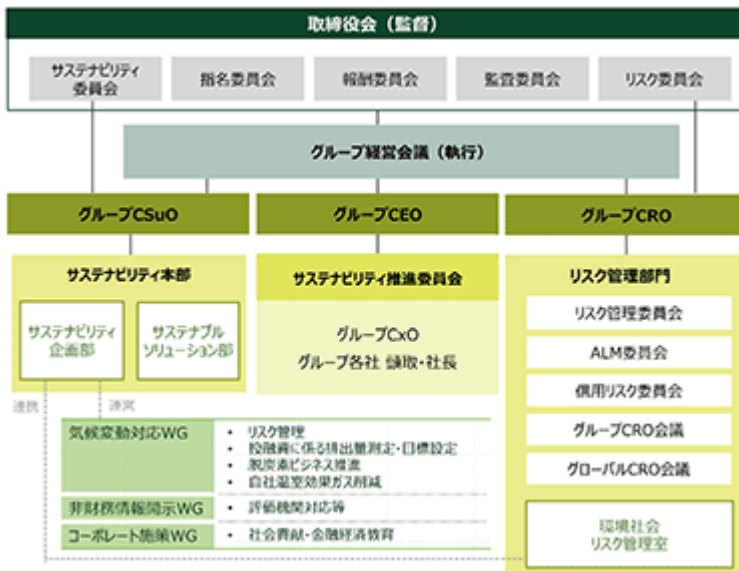 取締役会（監督）
サステナビリティ
委員会
指名委員会
報酬委員会
監査委員会
リスク委員会
グループ経営会議（執行）
グループCSuO
グループCEO
グループCRO
サステナビリティ本部
サステナビリティ
企画部
サステナブル
ソリューション部
サステナビリティ推進委員会
グループCxO
グループ各社 頭取・社長
リスク管理部門
リスク管理委員会
ALM委員会
信用リスク委員会
グループCRO会議
グローバルCRO会議
環境社会
リスク管理室
連携
運営
気候変動対応WG
• リスク管理
• 投融資に係る排出量測定・目標設定
• 脱炭素ビジネス推進
• 自社温室効果ガス削減
非財務情報開示WG
• 評価機関対応等
コーポレート施策WG
• 社会貢献・金融経済教育